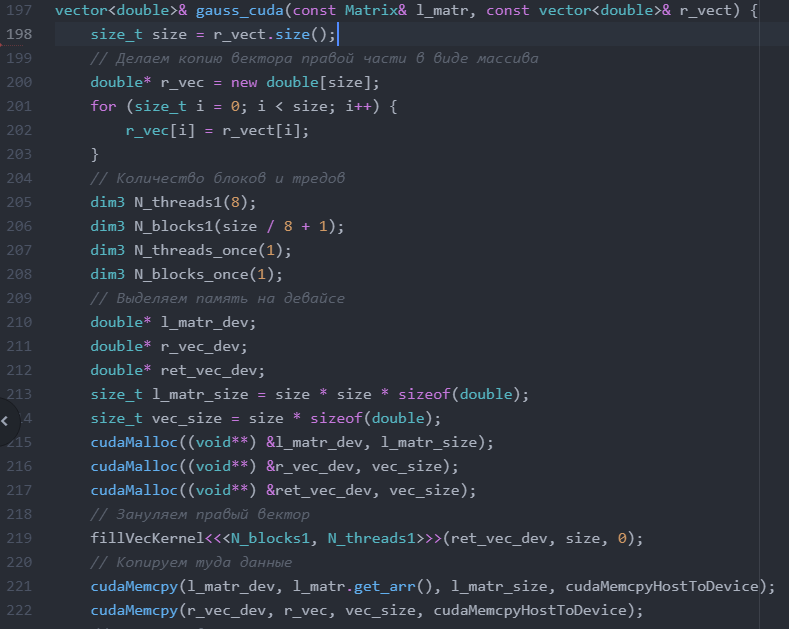 197 vector<double>& gauss_cuda(const Matrix& l_matr, const vector<double>& r_vect) {
198 size_t size = r_vect.size();
199 // Делаем копию вектора правой части в виде массива
200 double* r_vec = new double[size];
201 for (size_t i = 0; i < size; i++) {
202 r_vec[i] = r_vect[i];
203 }
204 // Количество блоков и тредов
205 dim3 N_threads1(8);
206 dim3 N_blocks1(size / 8 + 1);
207 dim3 N_threads_once(1);
208 dim3 N_blocks_once(1);
209 // Выделяем память на девайсе
210 double* l_matr_dev;
211 double* r_vec_dev;
212 double* ret_vec_dev;
213 size_t l_matr_size = size * size * sizeof(double);
4 size_t vec_size = size * sizeof(double);
215 cudaMalloc((void**) &l_matr_dev, l_matr_size);
216 cudaMalloc((void**) &r_vec_dev, vec_size);
217 cudaMalloc((void**) &ret_vec_dev, vec_size);
218 // Зануляем правый вектор
219 fillVecKernel<<<N_blocks1, N_threads1>>>(ret_vec_dev, size, 0);
220 // Копируем туда данные
221 cudaMemcpy(l_matr_dev, l_matr.get_arr(), l_matr_size, cudaMemcpyHostToDevice);
222 cudaMemcpy(r_vec_dev, r_vec, vec_size, cudaMemcpyHostToDevice);